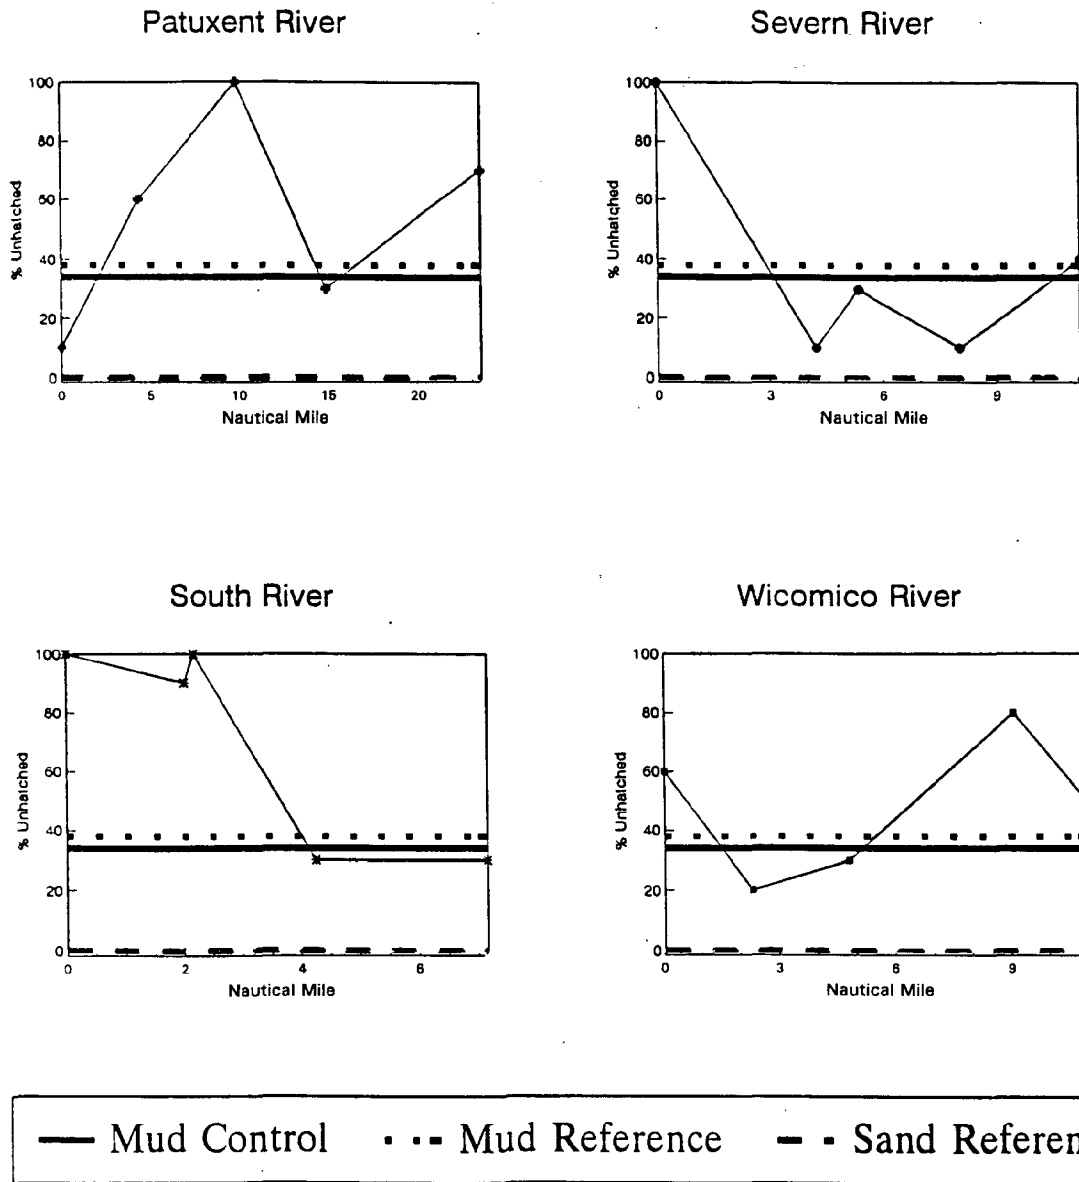 Patuxent River
% Unhatched
100
80
60
40
20
0
0 5 10 15 20
Nautical Mile
Severn River
% Unhatched
100
80
60
40
20
0
0 3 6 9
Nautical Mile
South River
% Unhatched
100
80
60
40
20
0
0 2 4 6
Nautical Mile
Wicomico River
% Unhatched
100
80
60
40
20
0
0 3 6 9
Nautical Mile
Mud Control Mud Reference Sand Referen